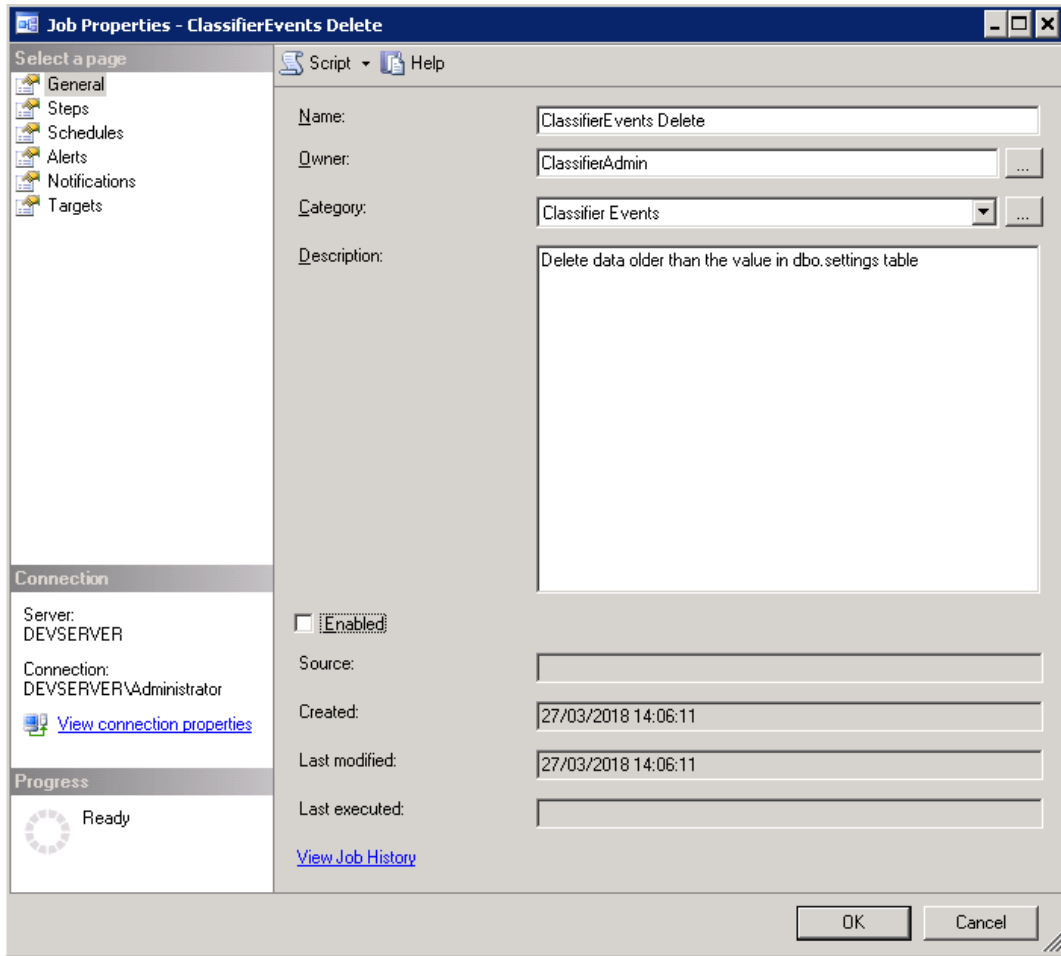 Job Properties - ClassifierEvents Delete
Select a page
General
Steps
Schedules
Alerts
Notifications
Targets
Script
Help
Name:
ClassifierEvents Delete
Owner:
ClassifierAdmin
...
Category:
Classifier Events
...
Description:
Delete data older than the value in dbo.settings table
Enabled
Source:
Created:
27/03/2018 14:06:11
Last modified:
27/03/2018 14:06:11
Last executed:
View Job History
Connection
Server:
DEVSERVER
Connection:
DEVSERVER\Administrator
View connection properties
Progress
Ready
OK
Cancel